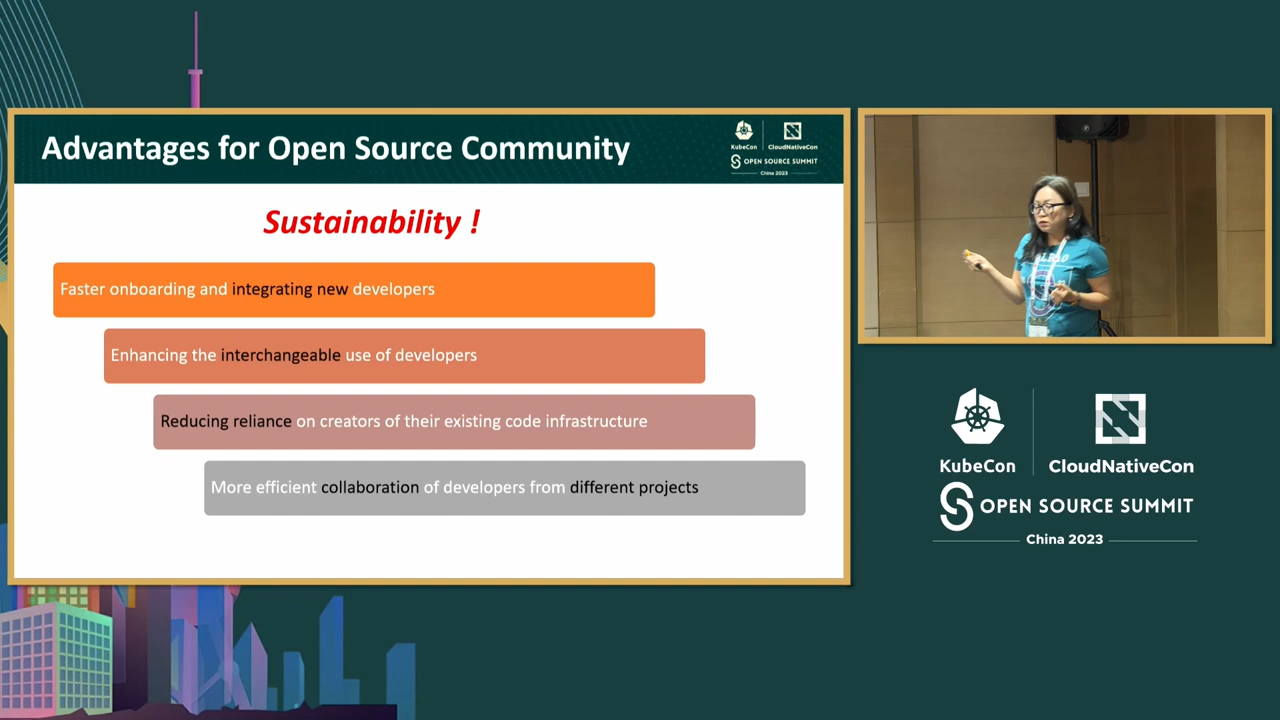 Advantages for Open Source Community
KubeCon
CloudNativeCon
OPEN SOURCE SUMMIT
China 2023
Sustainability !
Faster onboarding and integrating new developers
Enhancing the interchangeable use of developers
Reducing reliance on creators of their existing code infrastructure
More efficient collaboration of developers from different projects
KubeCon
CloudNativeCon
OPEN SOURCE SUMMIT
China 2023